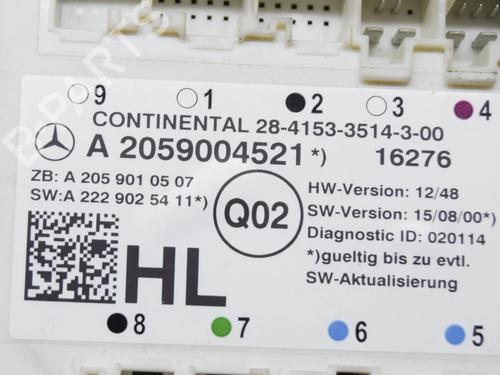 9 1 2 3 4
CONTINENTAL 28-4153-3514-3-00
A 2059004521*) 16276
ZB: A 205 901 05 07
SW:A 222 902 54 11*)
Q02
HW-Version: 12/48
SW-Version: 15/08/00*)
Diagnostic ID: 020114
*)gueltig bis zu evtl.
SW-Aktualisierung
HL
8 7 6 5
B-PARTS